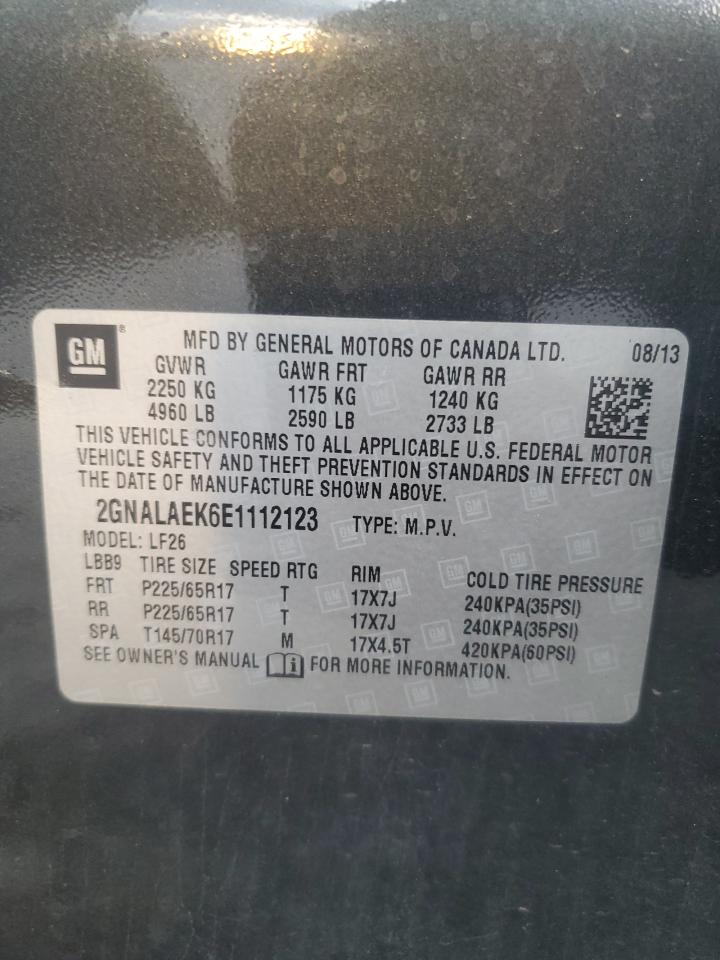 GM ® MFD BY GENERAL MOTORS OF CANADA LTD. 08/13
GVWR GAWR FRT GAWR RR
2250 KG 1175 KG 1240 KG
4960 LB 2590 LB 2733 LB
THIS VEHICLE CONFORMS TO ALL APPLICABLE U.S. FEDERAL MOTOR
VEHICLE SAFETY AND THEFT PREVENTION STANDARDS IN EFFECT ON
THE DATE OF MANUFACTURE SHOWN ABOVE.
2GNALAEK6E1112123 TYPE: M.P.V.
MODEL: LF26
LBB9 TIRE SIZE SPEED RTG RIM COLD TIRE PRESSURE
FRT P225/65R17 T 17X7J 240KPA(35PSI)
RR P225/65R17 T 17X7J 240KPA(35PSI)
SPA T145/70R17 M 17X4.5T 420KPA(60PSI)
SEE OWNER'S MANUAL i FOR MORE INFORMATION.